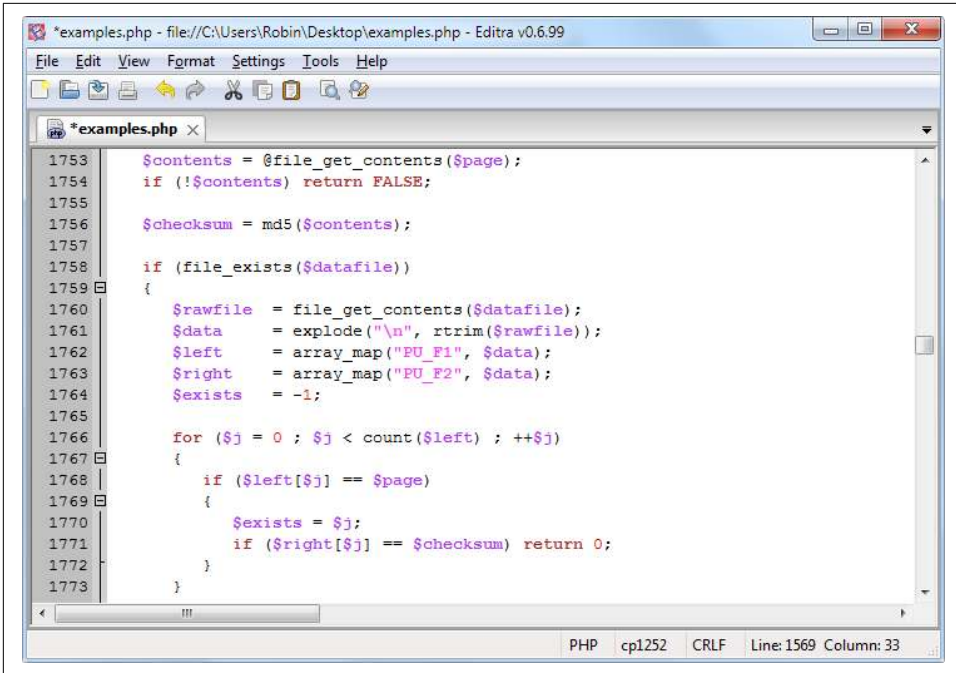 *examples.php - file://C:\Users\Robin\Desktop\examples.php - Editra v0.6.99
File Edit View Format Settings Tools Help
*examples.php
1753 $contents = @file_get_contents($page);
1754 if (!$contents) return FALSE;
1755
1756 $checksum = md5($contents);
1757
1758 if (file_exists($datafile))
1759 {
1760 $rawfile = file_get_contents($datafile);
1761 $data = explode("\n", rtrim($rawfile));
1762 $left = array_map("PU_F1", $data);
1763 $right = array_map("PU_F2", $data);
1764 $exists = -1;
1765
1766 for ($j = 0 ; $j < count($left) ; ++$j)
1767 {
1768 if ($left[$j] == $page)
1769 {
1770 $exists = $j;
1771 if ($right[$j] == $checksum) return 0;
1772 }
1773 }
PHP cp1252 CRLF Line: 1569 Column: 33